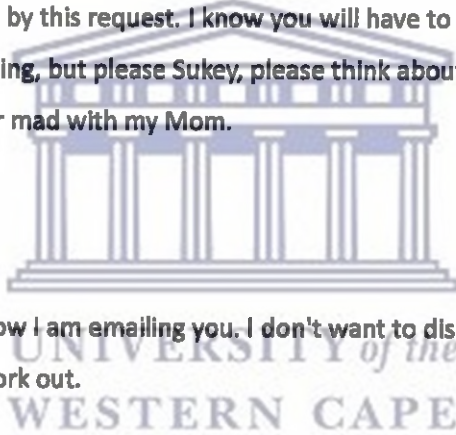 by this request. I know you will have to
ing, but please Sukey, please think about
r mad with my Mom.
ow I am emailing you. I don't want to dis
UNIVERSITY of the
ork out.
WESTERN CAPE